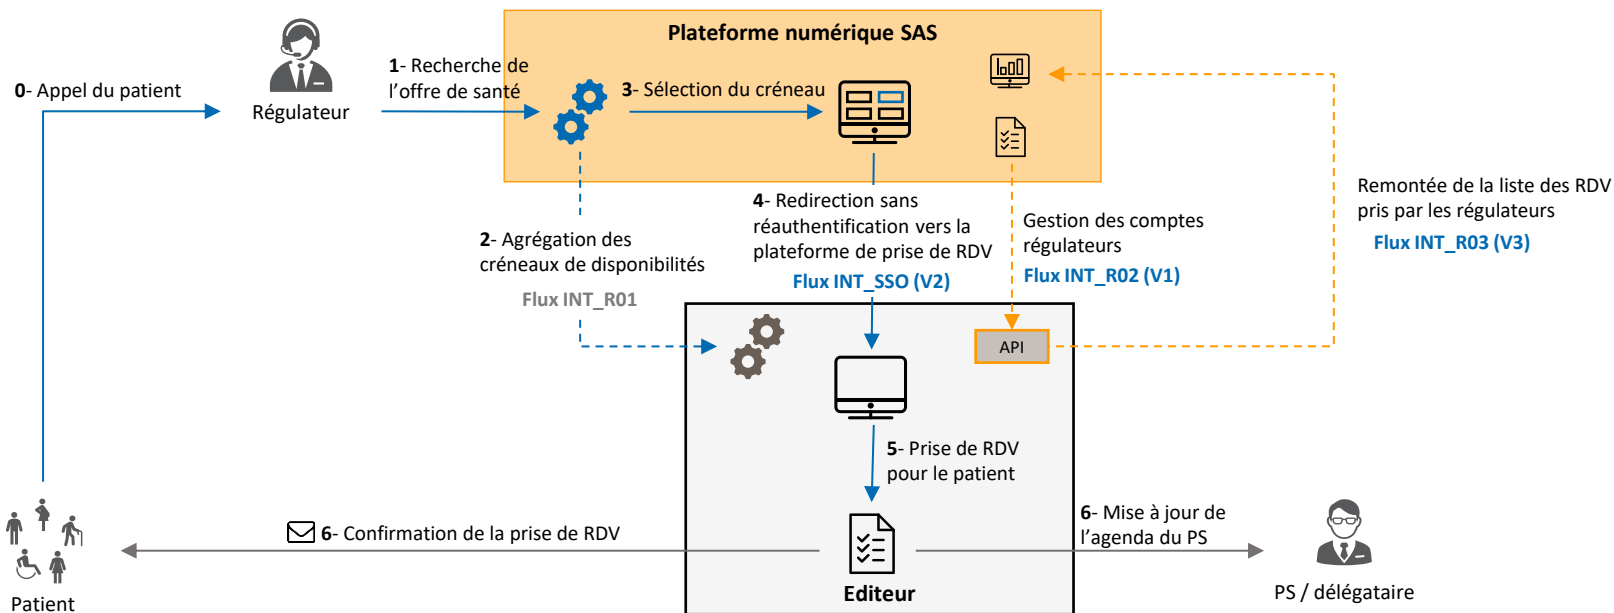 Plateforme numérique SAS
0- Appel du patient
Régulateur
1- Recherche de
l’offre de santé
3- Sélection du créneau
2- Agrégation des
créneaux de disponibilités
Flux INT_R01
4- Redirection sans
réauthentification vers la
plateforme de prise de RDV
Flux INT_SSO (V2)
Gestion des comptes
régulateurs
Flux INT_R02 (V1)
Remontée de la liste des RDV
pris par les régulateurs
Flux INT_R03 (V3)
API
5- Prise de RDV
pour le patient
6- Confirmation de la prise de RDV
6- Mise à jour de
l’agenda du PS
Editeur
Patient
PS / délégataire